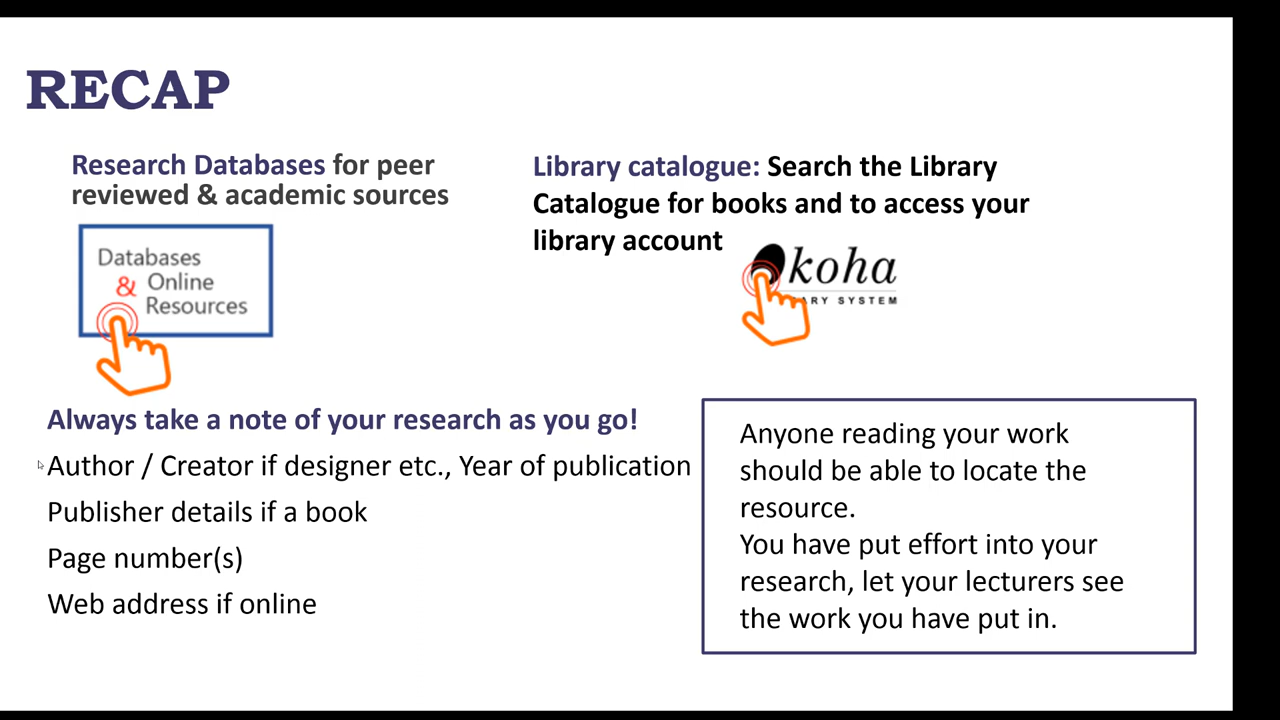 RECAP
Research Databases for peer
reviewed & academic sources
Databases
& Online
Resources
Library catalogue: Search the Library
Catalogue for books and to access your
library account
koha
ARY SYSTEM
Always take a note of your research as you go!
Author / Creator if designer etc., Year of publication
Publisher details if a book
Page number(s)
Web address if online
Anyone reading your work
should be able to locate the
resource.
You have put effort into your
research, let your lecturers see
the work you have put in.